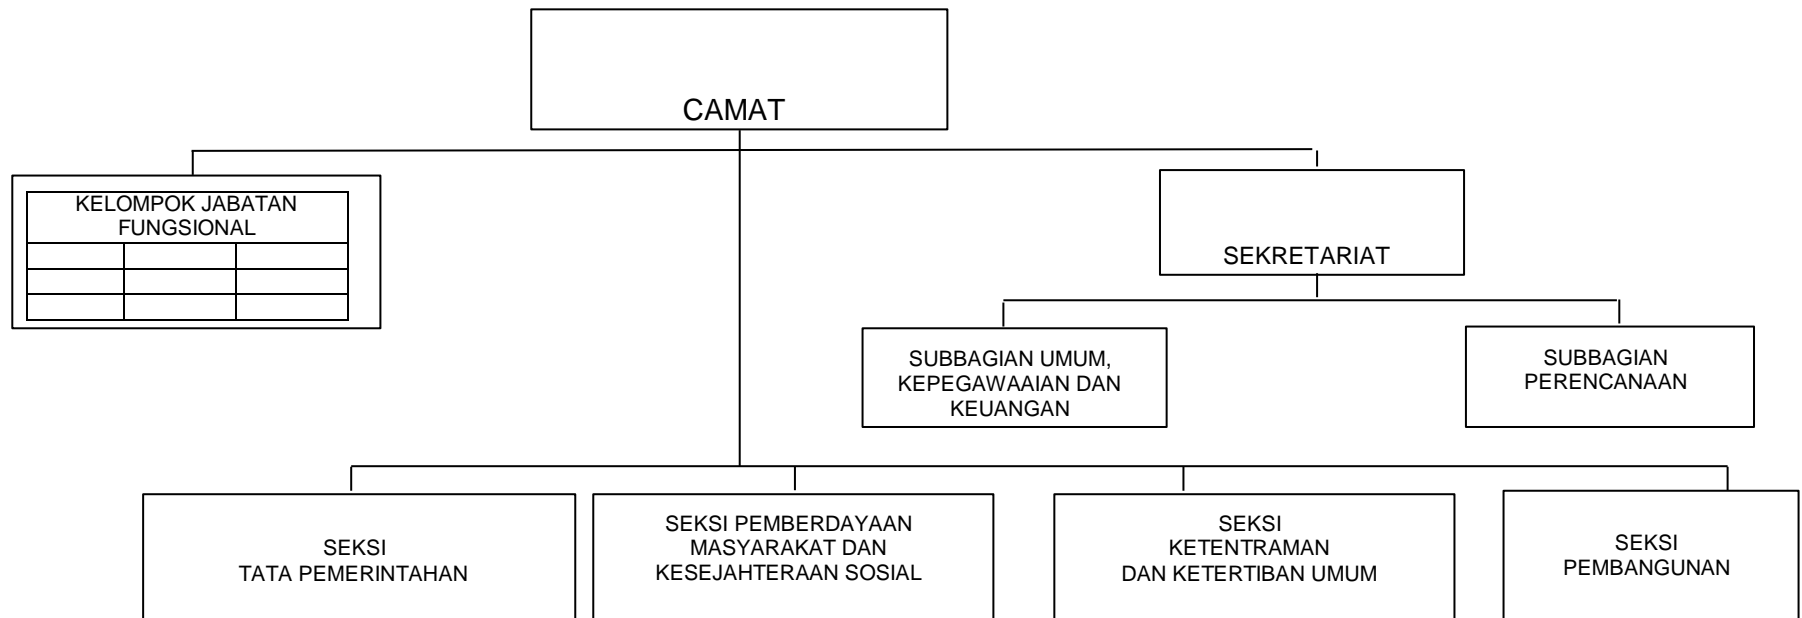 CAMAT
KELOMPOK JABATAN
FUNGSIONAL
SEKRETARIAT
SUBBAGIAN UMUM,
KEPEGAWAAIAN DAN
KEUANGAN
SUBBAGIAN
PERENCANAAN
SEKSI
TATA PEMERINTAHAN
SEKSI PEMBERDAYAAN
MASYARAKAT DAN
KESEJAHTERAAN SOSIAL
SEKSI
KETENTRAMAN
DAN KETERTIBAN UMUM
SEKSI
PEMBANGUNAN